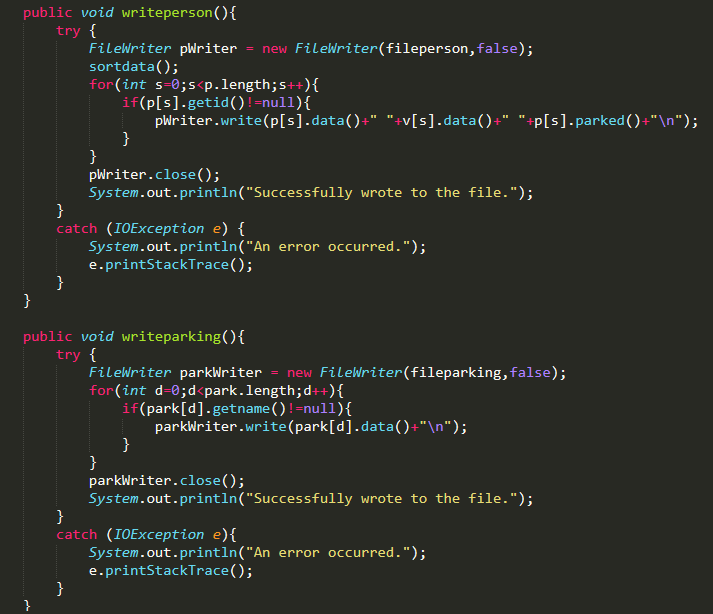 public void writeperson(){
try {
FileWriter pWriter = new FileWriter(fileperson,false);
sortdata();
for(int s=0;s<p.length;s++){
if(p[s].getid()!=null){
pWriter.write(p[s].data()+" "+v[s].data()+" "+p[s].parked()+"\n");
}
}
pWriter.close();
System.out.println("Successfully wrote to the file.");
}
catch (IOException e) {
System.out.println("An error occurred.");
e.printStackTrace();
}
}
public void writeparking(){
try {
FileWriter parkWriter = new FileWriter(fileparking,false);
for(int d=0;d<park.length;d++){
if(park[d].getname()!=null){
parkWriter.write(park[d].data()+"\n");
}
}
parkWriter.close();
System.out.println("Successfully wrote to the file.");
}
catch (IOException e){
System.out.println("An error occurred.");
e.printStackTrace();
}
}